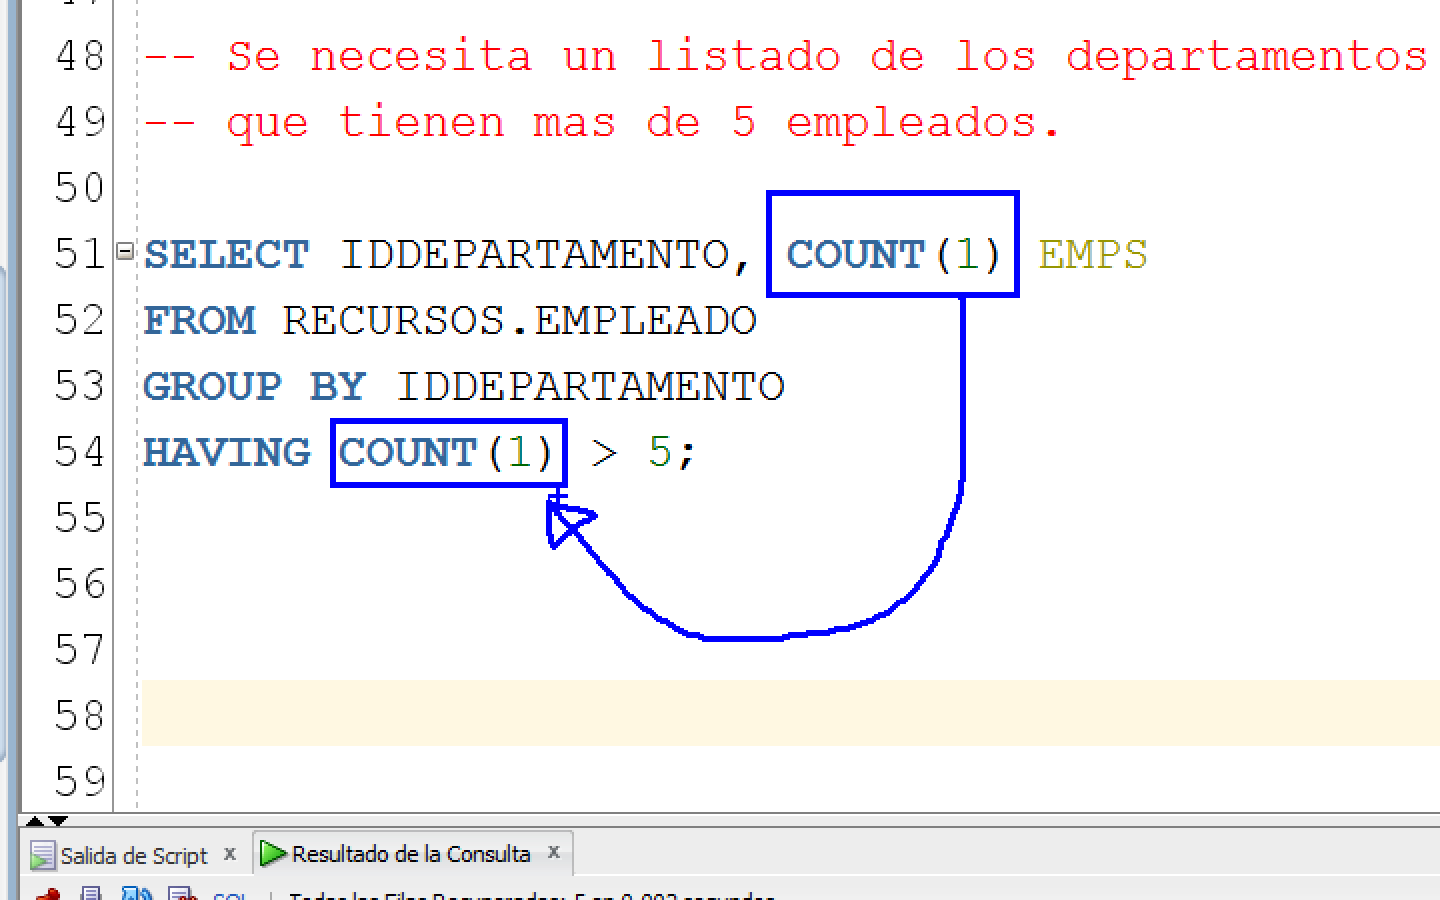 48 -- Se necesita un listado de los departamentos
49 -- que tienen mas de 5 empleados.
50
51 SELECT IDDEPARTAMENTO, COUNT(1) EMPS
52 FROM RECURSOS.EMPLEADO
53 GROUP BY IDDEPARTAMENTO
54 HAVING COUNT(1) > 5;
55
56
57
58
59
Salida de Script x Resultado de la Consulta x